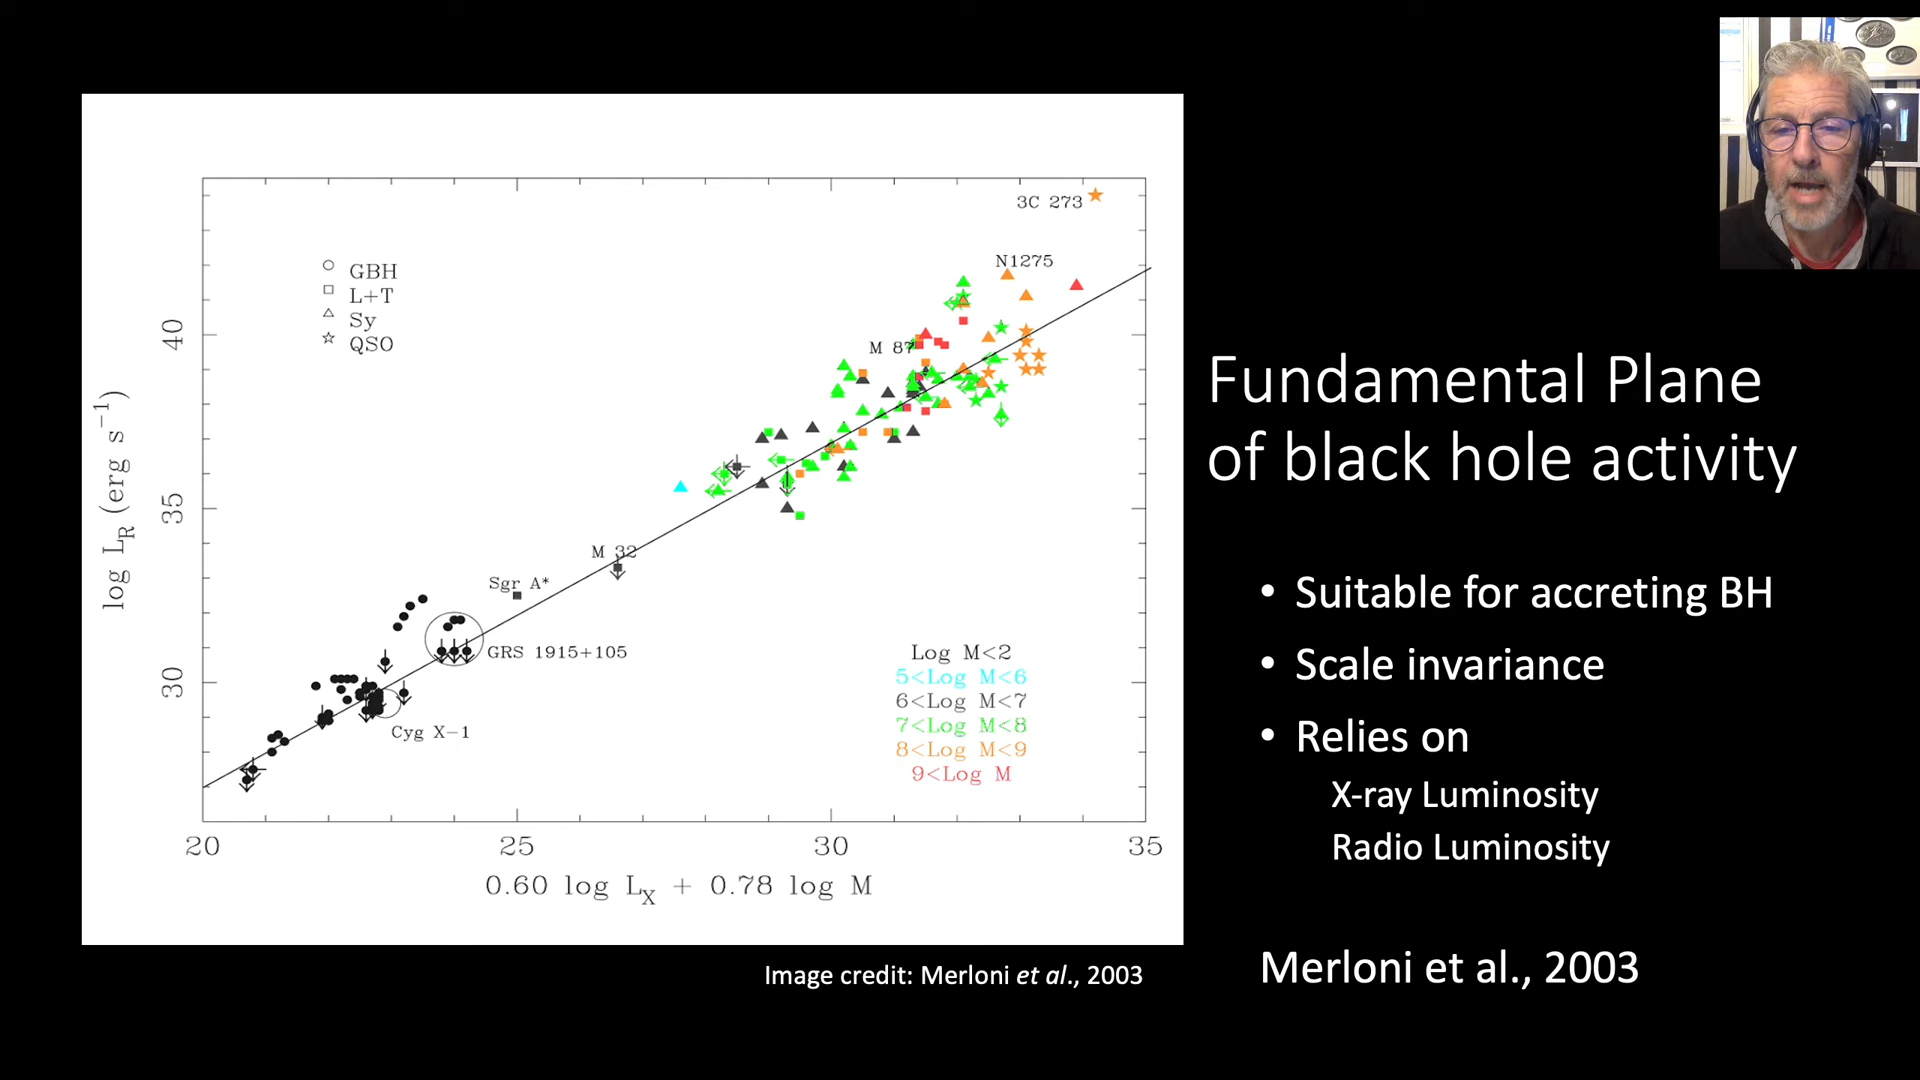 3C 273
N1275
GBH
L+T
Sy
QSO
M 87
M 32
Sgr A*
GRS 1915+105
Cyg X-1
Log M<2
5<Log M<6
6<Log M<7
7<Log M<8
8<Log M<9
9<Log M
40
35
30
log L_R (erg s^-1)
20 25 30 35
0.60 log L_X + 0.78 log M
Image credit: Merloni et al., 2003
Fundamental Plane
of black hole activity
• Suitable for accreting BH
• Scale invariance
• Relies on
X-ray Luminosity
Radio Luminosity
Merloni et al., 2003